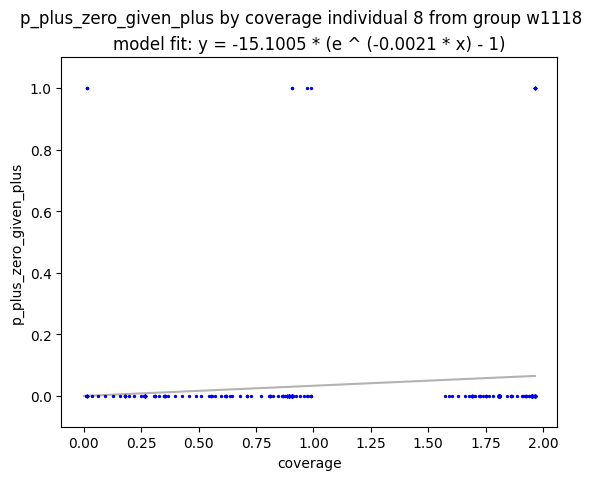 p_plus_zero_given_plus by coverage individual 8 from group w1118
model fit: y = -15.1005 * (e ^ (-0.0021 * x) - 1)
p_plus_zero_given_plus
1.0
0.8
0.6
0.4
0.2
0.0
0.00 0.25 0.50 0.75 1.00 1.25 1.50 1.75 2.00
coverage